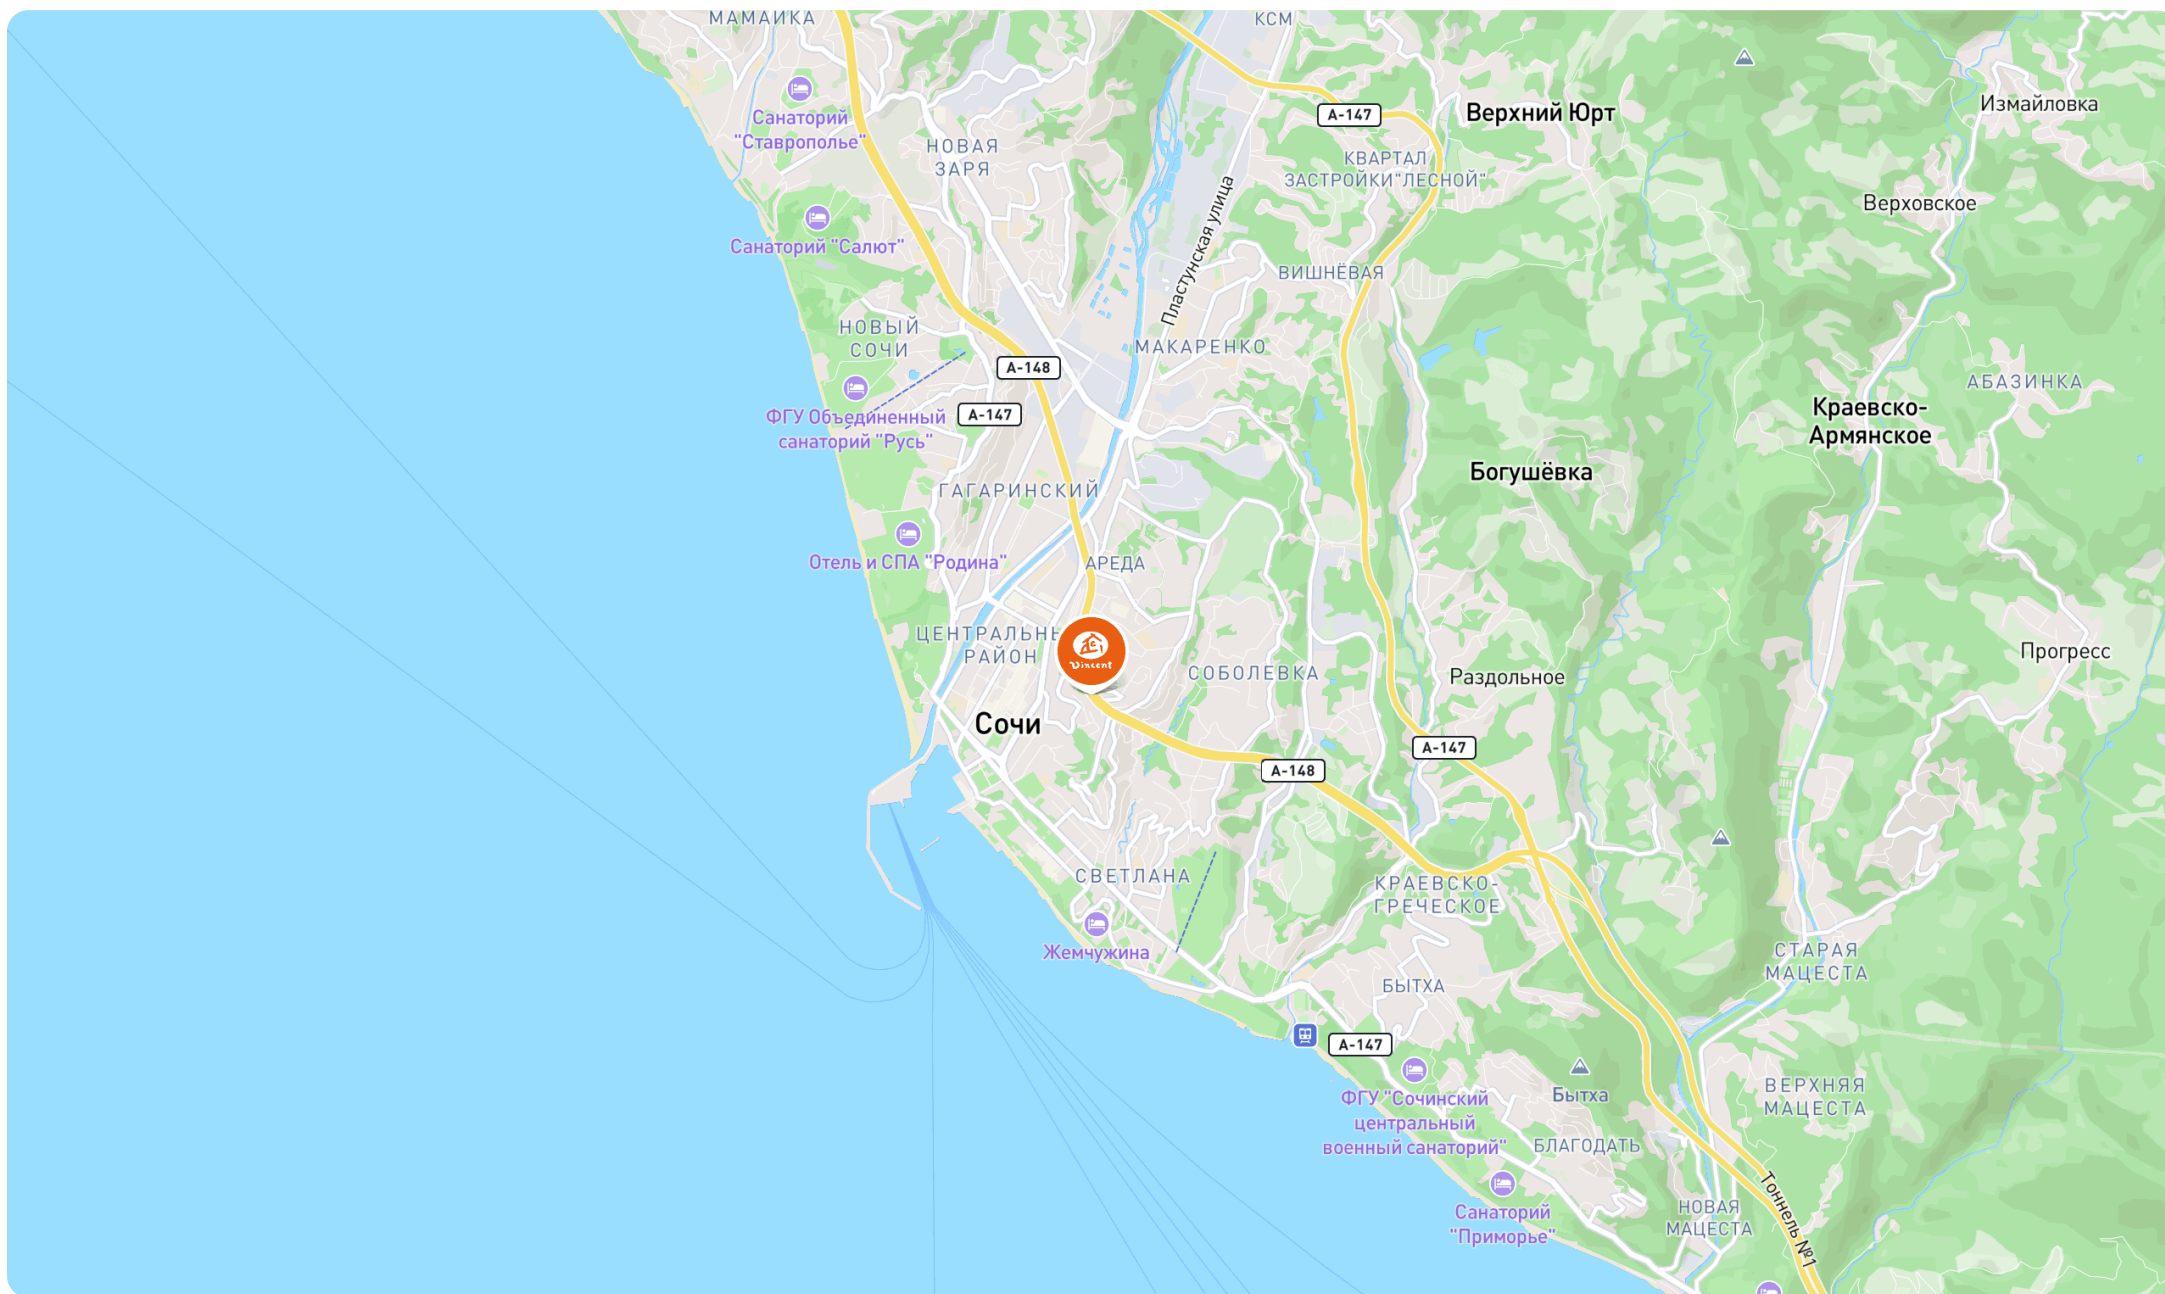 МАМАЙКА
КСМ
Санаторий
"Ставрополье"
НОВАЯ
ЗАРЯ
А-147
Верхний Юрт
Измайловка
КВАРТАЛ
ЗАСТРОЙКИ"ЛЕСНОЙ"
Верховское
Санаторий "Салют"
Пластунская улица
ВИШНЁВАЯ
НОВЫЙ
СОЧИ
МАКАРЕНКО
А-148
АБАЗИНКА
ФГУ Объединенный
санаторий "Русь"
А-147
Краевско-
Армянское
Богушёвка
ГАГАРИНСКИЙ
Отель и СПА "Родина"
АРЕДА
ЦЕНТРАЛЬНЫ
РАЙОН
Vincent
СОБОЛЕВКА
Раздольное
Прогресс
Сочи
А-147
А-148
СВЕТЛАНА
КРАЕВСКО-
ГРЕЧЕСКОЕ
Жемчужина
СТАРАЯ
МАЦЕСТА
БЫТХА
А-147
ФГУ "Сочинский
центральный
военный санаторий"
Бытха
ВЕРХНЯЯ
МАЦЕСТА
БЛАГОДАТЬ
Санаторий
"Приморье"
НОВАЯ
МАЦЕСТА
Тоннель №1